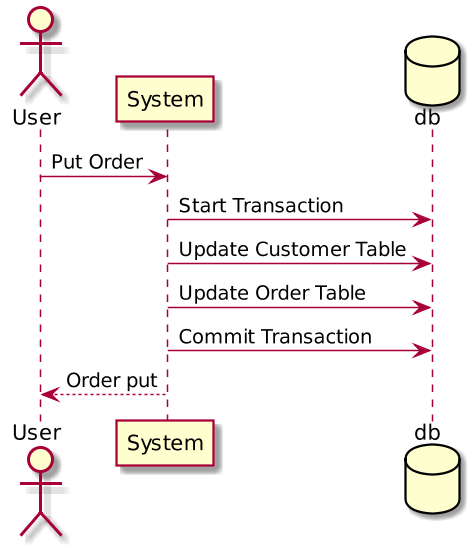 User
System
db
Put Order
Start Transaction
Update Customer Table
Update Order Table
Commit Transaction
Order put
User
System
db